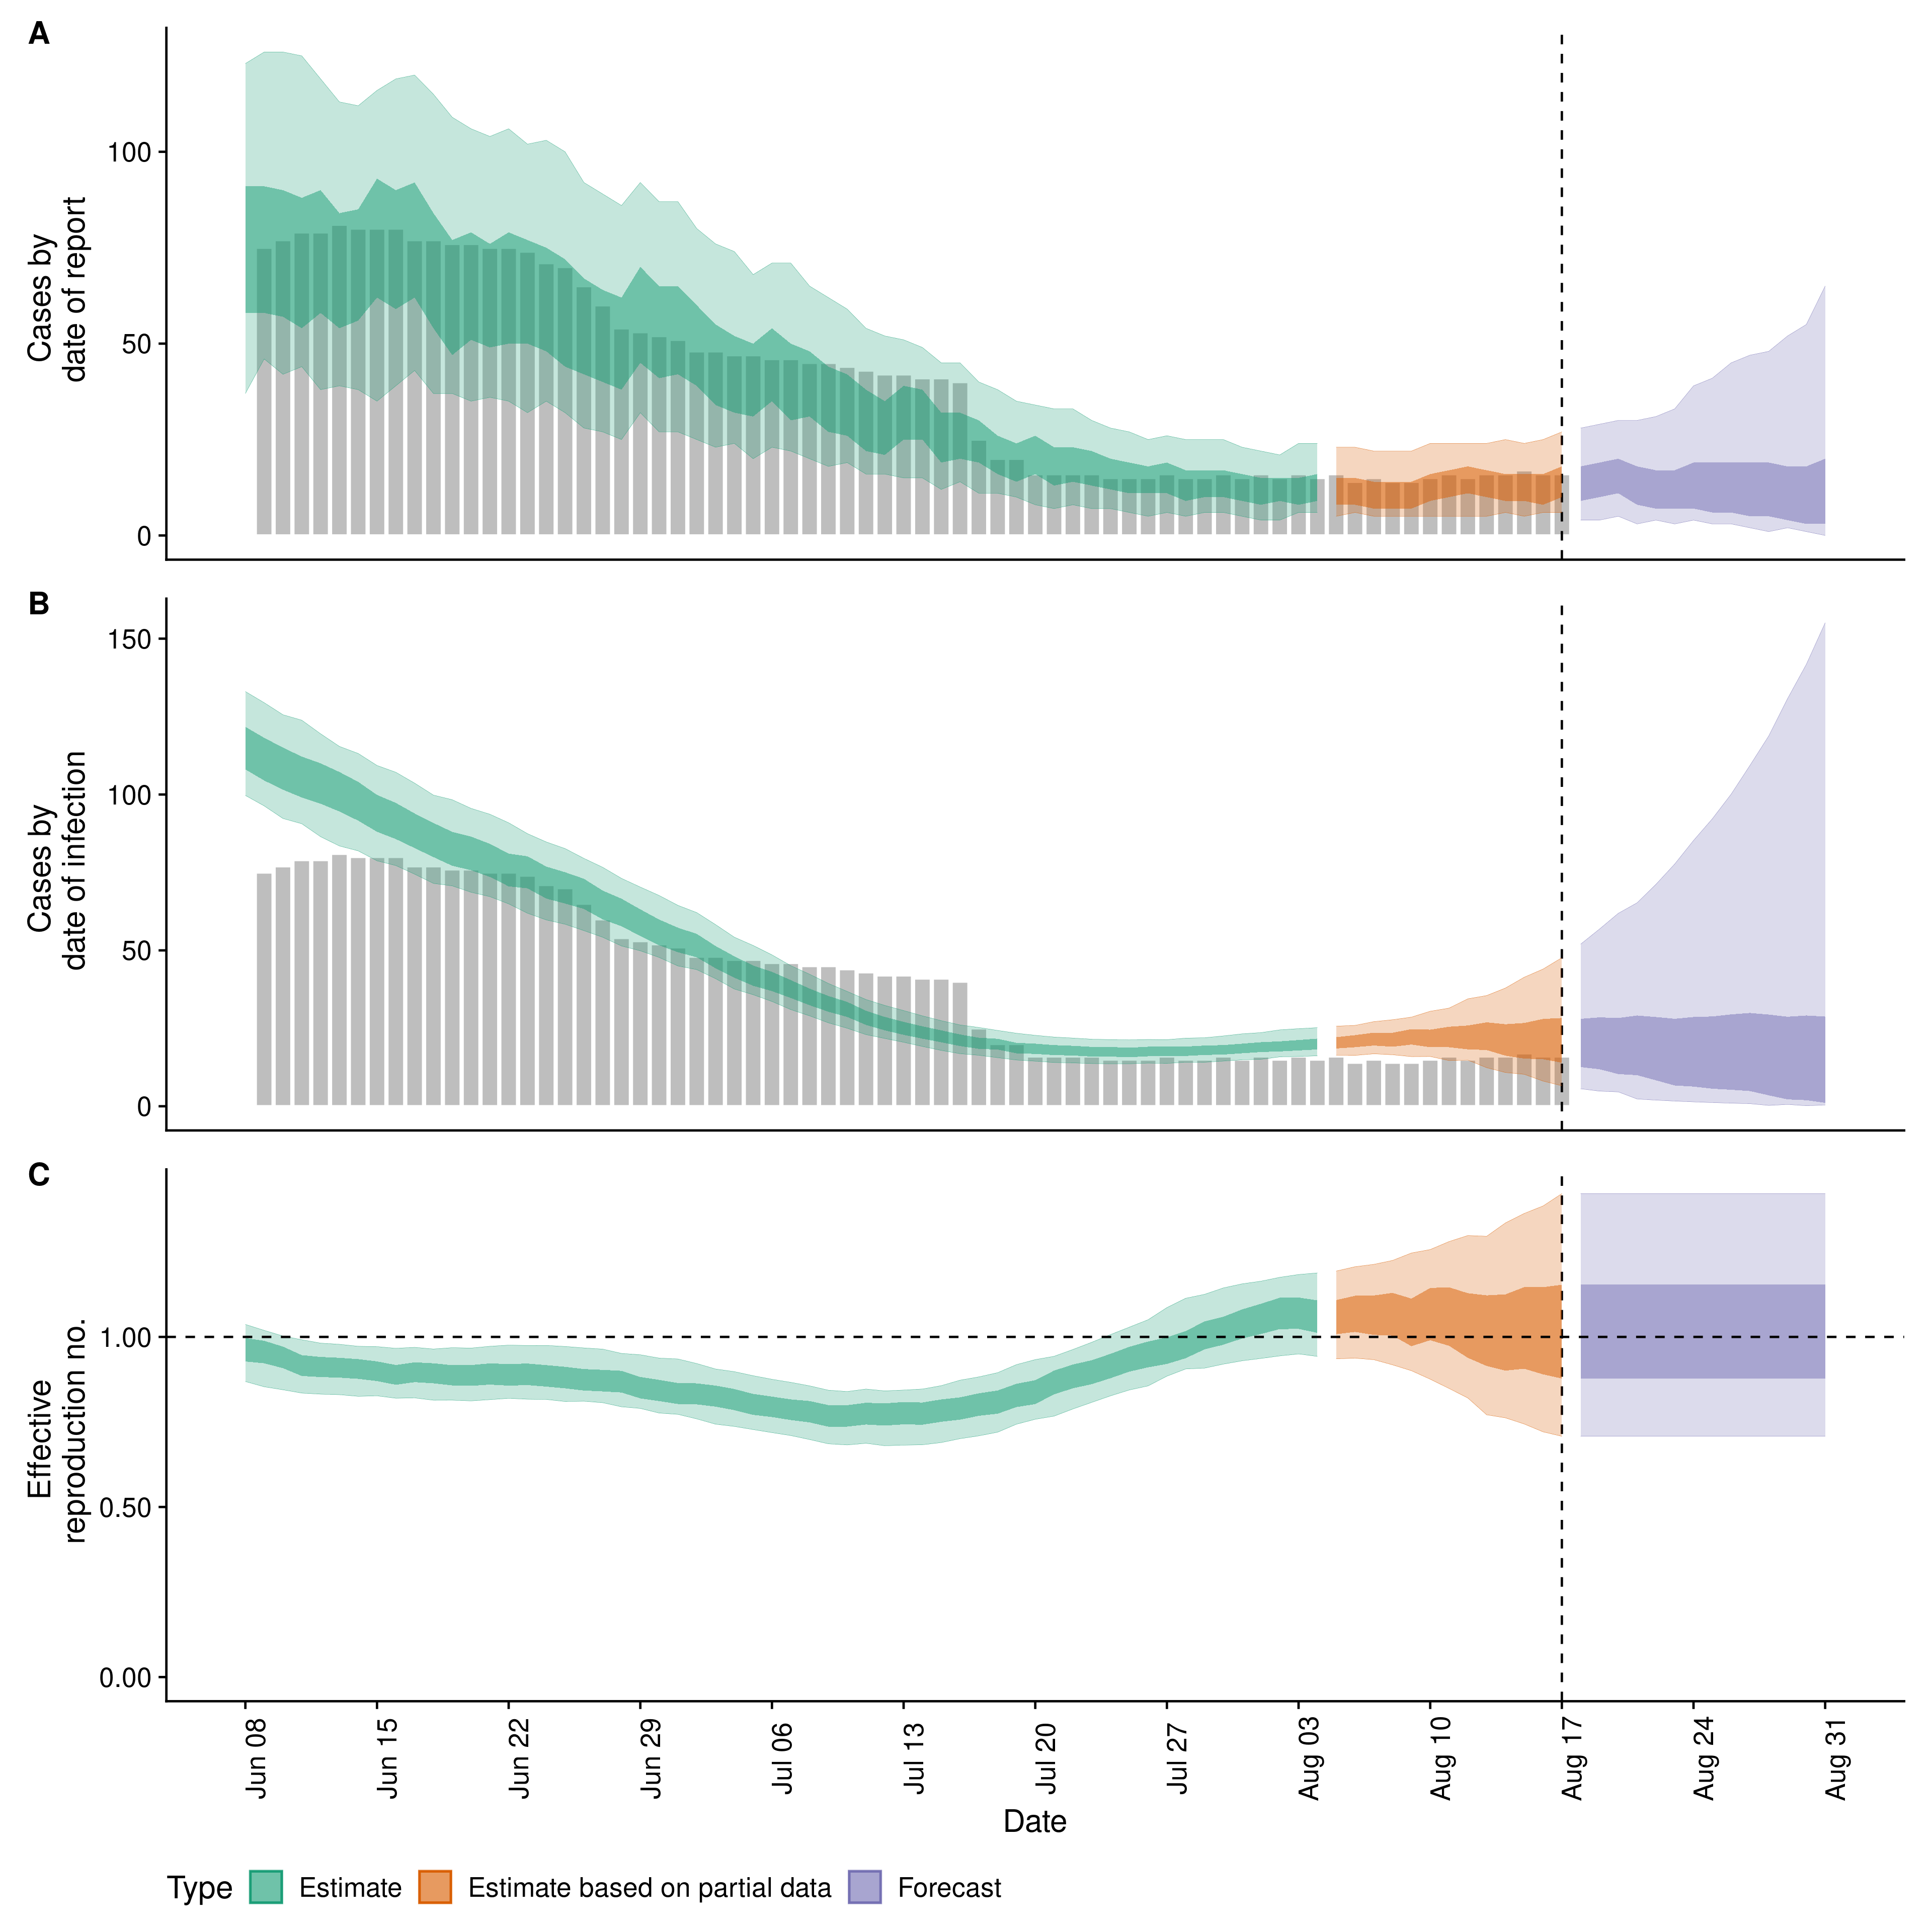 A
Cases by
date of report
100
50
0
B
Cases by
date of infection
150
100
50
0
C
Effective
reproduction no.
1.00
0.50
0.00
Jun 08
Jun 15
Jun 22
Jun 29
Jul 06
Jul 13
Jul 20
Jul 27
Aug 03
Aug 10
Aug 17
Aug 24
Aug 31
Date
Type Estimate Estimate based on partial data Forecast